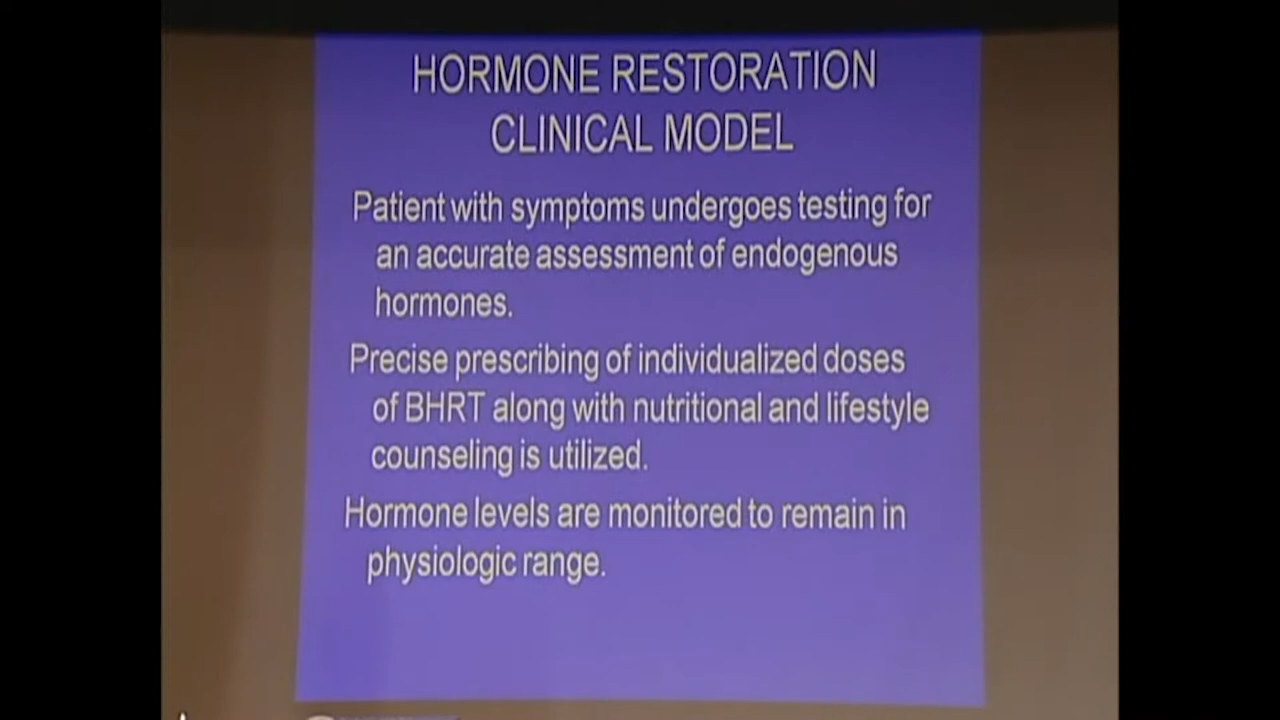 HORMONE RESTORATION
CLINICAL MODEL
Patient with symptoms undergoes testing for
an accurate assessment of endogenous
hormones.
Precise prescribing of individualized doses
of BHRT along with nutritional and lifestyle
counseling is utilized.
Hormone levels are monitored to remain in
physiologic range.